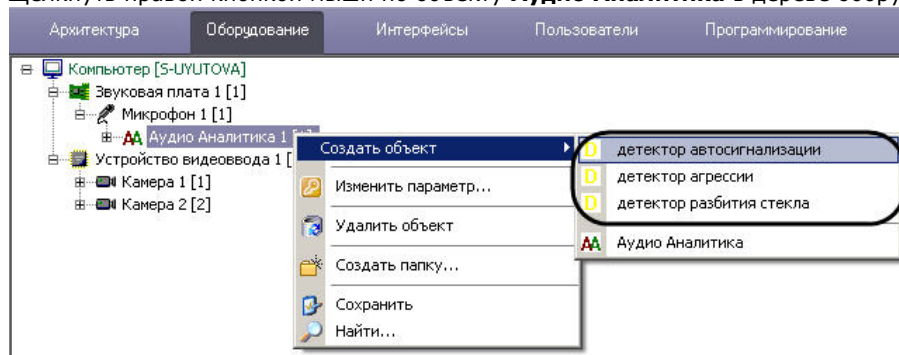 щелкнуть правой кнопкой мыши по объекту Аудио Аналитика в дереве
Архитектура Оборудование Интерфейсы Пользователи Программирование
Компьютер [S-UYUTOVA]
Звуковая плата 1 [1]
Микрофон 1 [1]
Аудио Аналитика 1
Устройство видеоввода 1 [
Камера 1 [1]
Камера 2 [2]
Создать объект
Изменить параметр...
Удалить объект
Создать папку...
Сохранить
Найти...
D детектор автосигнализации
D детектор агрессии
D детектор разбития стекла
АА Аудио Аналитика